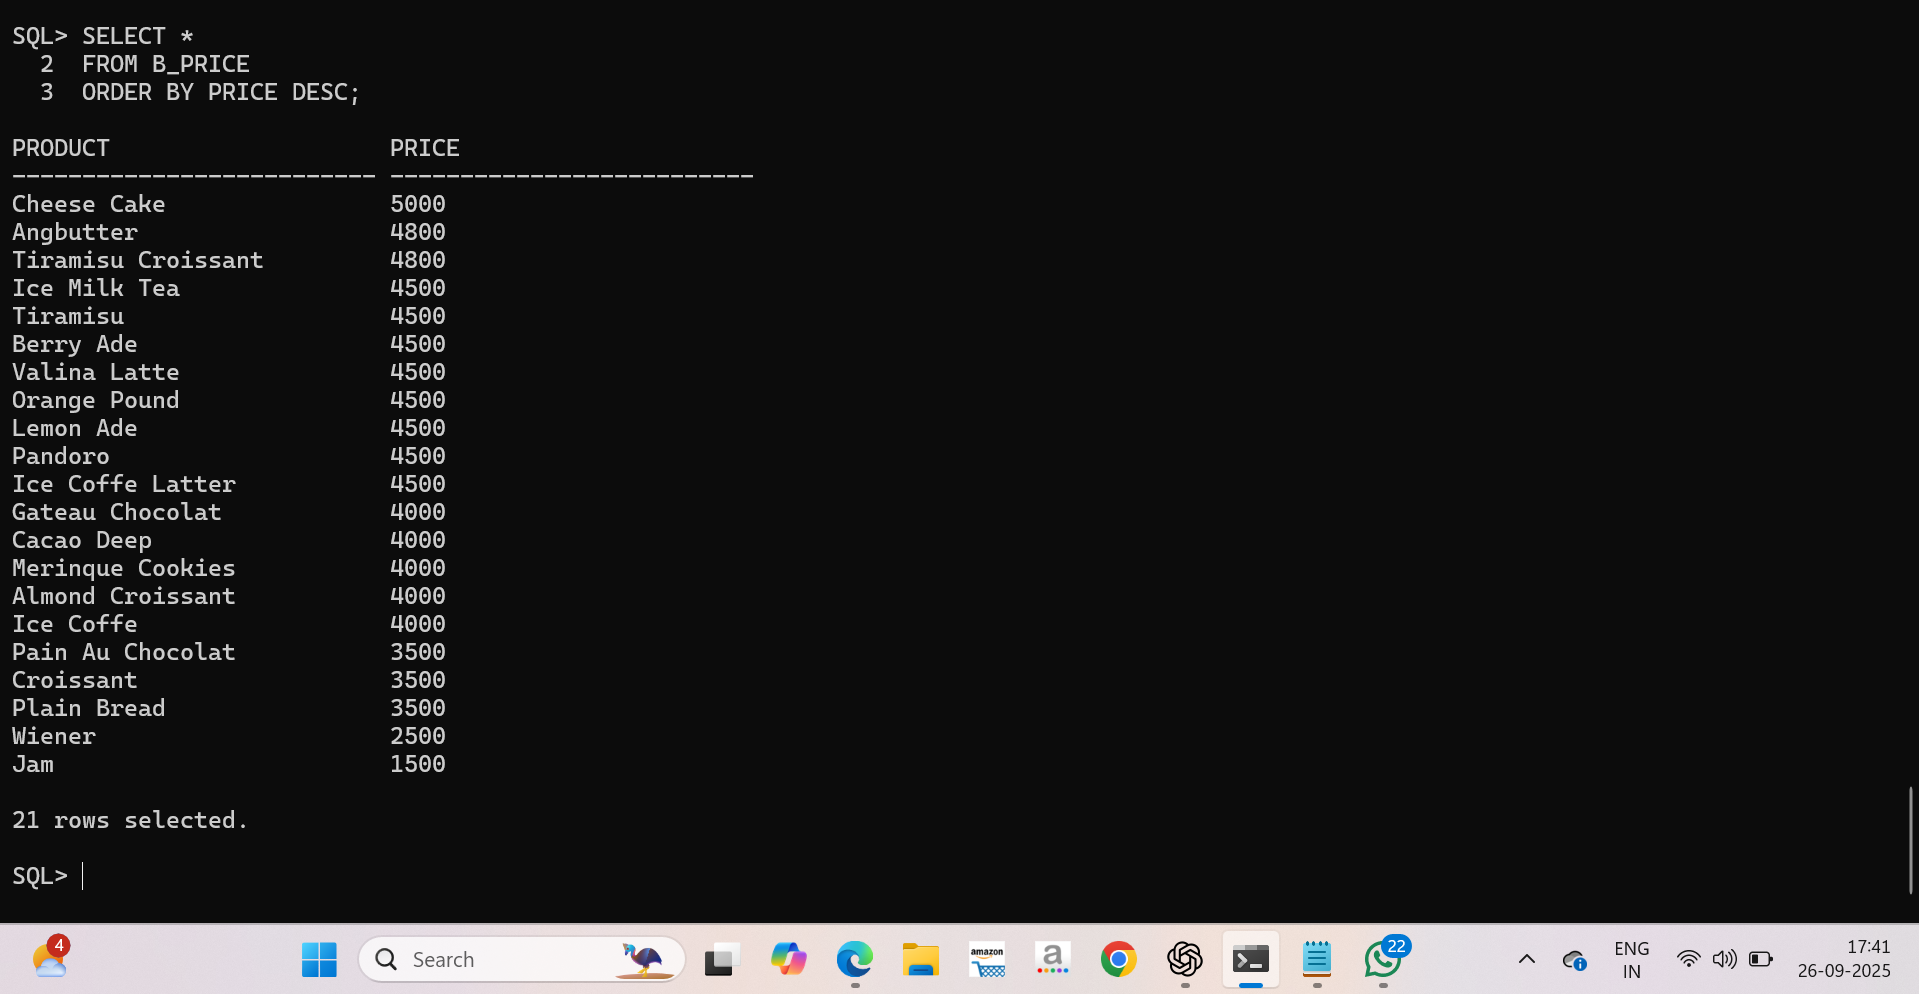 SQL> SELECT *
  2  FROM B_PRICE
  3  ORDER BY PRICE DESC;
PRODUCT                    PRICE
-------------------------- --------------------------
Cheese Cake                5000
Angbutter                  4800
Tiramisu Croissant         4800
Ice Milk Tea               4500
Tiramisu                   4500
Berry Ade                  4500
Valina Latte               4500
Orange Pound               4500
Lemon Ade                  4500
Pandoro                    4500
Ice Coffe Latter           4500
Gateau Chocolat            4000
Cacao Deep                 4000
Merinque Cookies           4000
Almond Croissant           4000
Ice Coffe                  4000
Pain Au Chocolat           3500
Croissant                  3500
Plain Bread                3500
Wiener                     2500
Jam                        1500
21 rows selected.
SQL>
4
Search
amazon
a
22
ENG
IN
17:41
26-09-2025